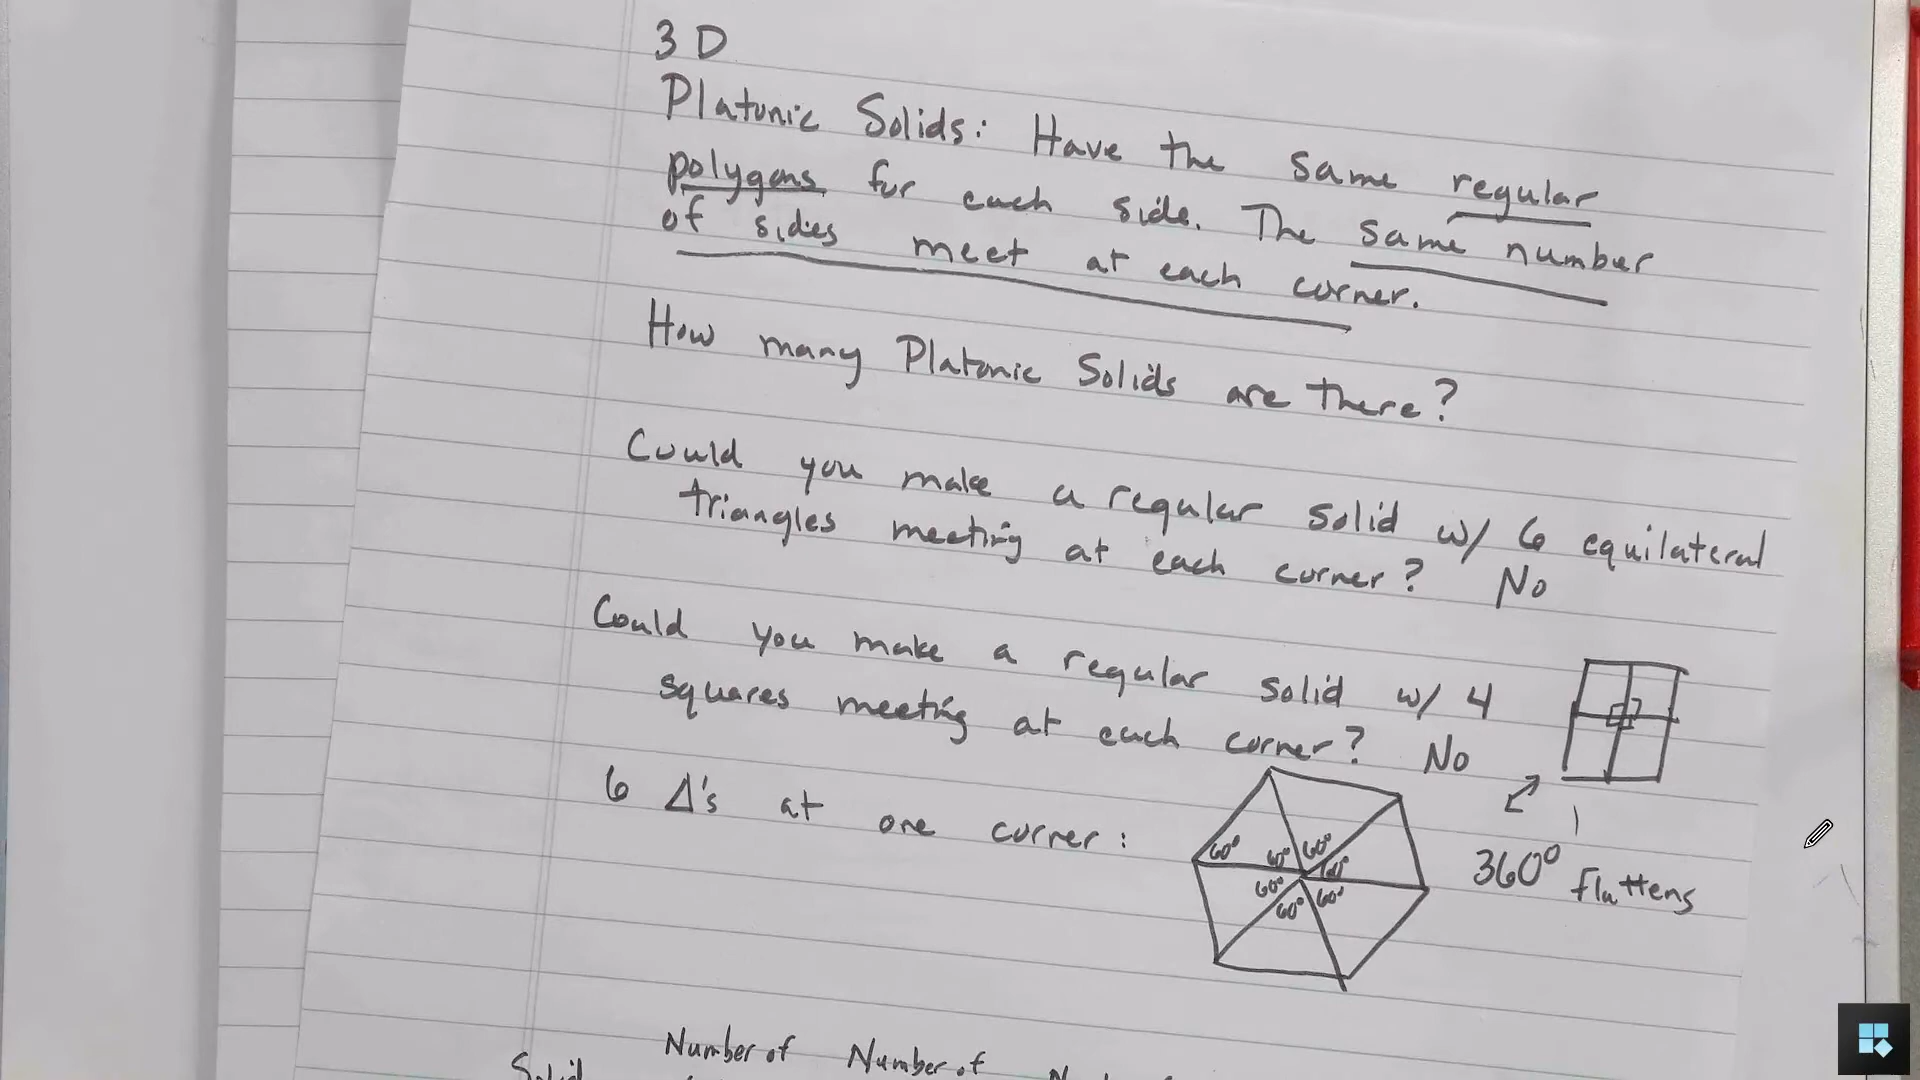 3 D
Platonic Solids: Have the same regular
polygons for each side. The same number
of sides meet at each corner.
How many Platonic Solids are there?
Could you make a regular solid w/ 6 equilateral
triangles meeting at each corner? No
Could you make a regular solid w/ 4
squares meeting at each corner? No
6 Δ's at one corner:
60° 60° 60° 60°
60° 60° 60°
360° flattens
Number of Number of
Solid